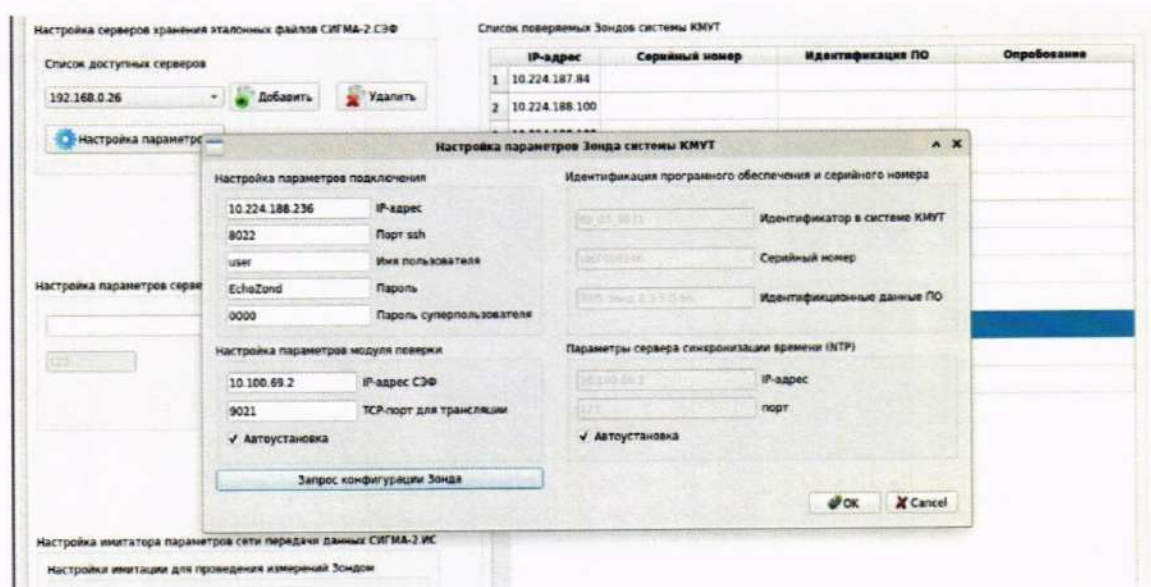 Настройка серверов хранения эталонных файлов СИГМА-2.СЭФ
Список доступных серверов
192.168.0.26
Добавить
Удалить
Настройка параметро
Настройка параметров серве
Список поверяемых Зондов системы КМУТ
IP-адрес Серийный номер Идентификация ПО Опробование
1 10.224.187.84
2 10.224.188.100
Настройка параметров Зонда системы КМУТ
Настройка параметров подключения
10.224.188.236 IP-адрес
8022 Порт ssh
user Имя пользователя
EchoZond Пароль
0000 Пароль суперпользователя
Настройка параметров модуля поверки
10.100.69.2 IP-адрес СЭФ
9021 TCP-порт для трансляции
Автоустановка
Запрос конфигурации Зонда
Идентификация програмного обеспечения и серийного номера
Идентификатор в системе КМУТ
Серийный номер
Идентификционные данные ПО
Параметры сервера синхронизации времени (NTP)
IP-адрес
порт
Автоустановка
OK
Cancel
Настройка имитатора параметров сети передачи данных СИГМА-2.ИС
Настройки имитации для проведения измерений Зондом